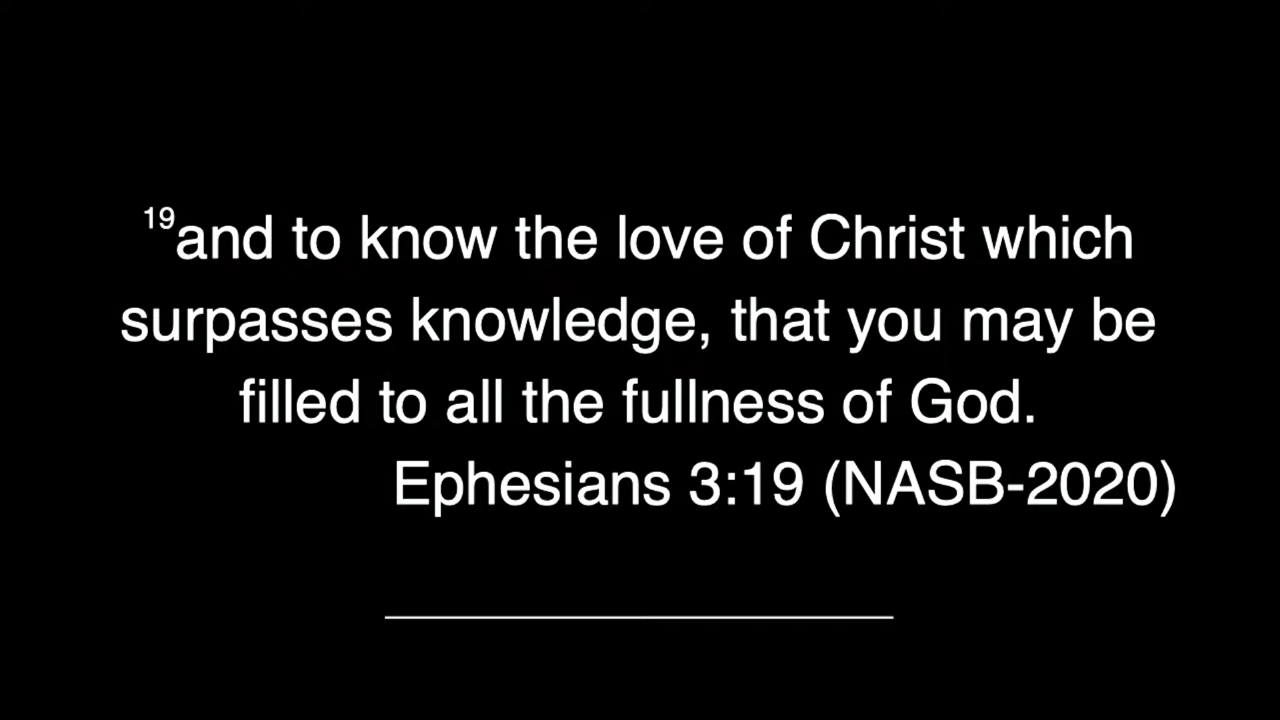 19and to know the love of Christ which
surpasses knowledge, that you may be
filled to all the fullness of God.
Ephesians 3:19 (NASB-2020)